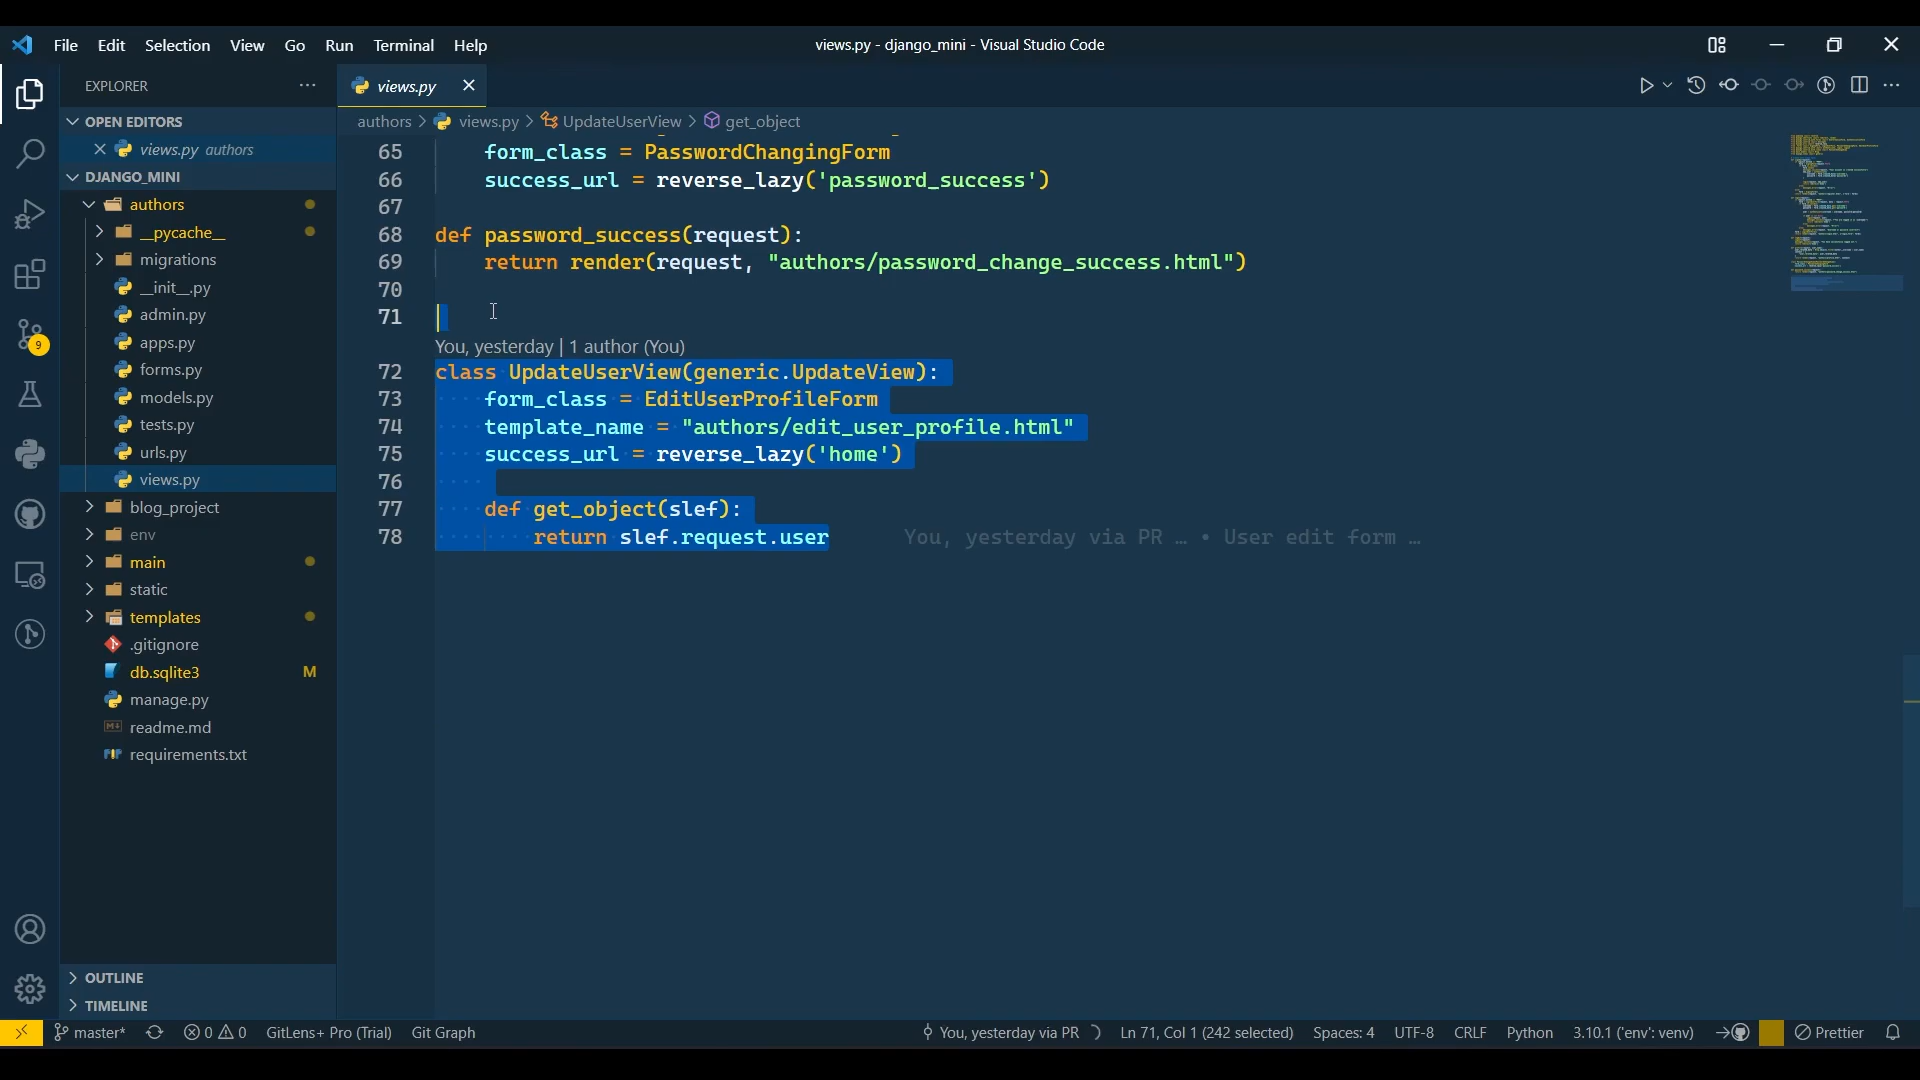 File Edit Selection View Go Run Terminal Help
views.py - django_mini - Visual Studio Code
EXPLORER
OPEN EDITORS
views.py authors
DJANGO_MINI
authors
__pycache__
migrations
__init__.py
admin.py
apps.py
forms.py
models.py
tests.py
urls.py
views.py
blog_project
env
main
static
templates
.gitignore
db.sqlite3 M
manage.py
readme.md
requirements.txt
OUTLINE
TIMELINE
9
views.py
authors > views.py > UpdateUserView > get_object
65 form_class = PasswordChangingForm
66 success_url = reverse_lazy('password_success')
67
68 def password_success(request):
69 return render(request, "authors/password_change_success.html")
70
71
You, yesterday | 1 author (You)
72 class UpdateUserView(generic.UpdateView):
73 form_class = EditUserProfileForm
74 template_name = "authors/edit_user_profile.html"
75 success_url = reverse_lazy('home')
76
77 def get_object(slef):
78 return slef.request.user You, yesterday via PR … • User edit form …
master* 0 0 GitLens+ Pro (Trial) Git Graph You, yesterday via PR Ln 71, Col 1 (242 selected) Spaces: 4 UTF-8 CRLF Python 3.10.1 ('env': venv) Prettier